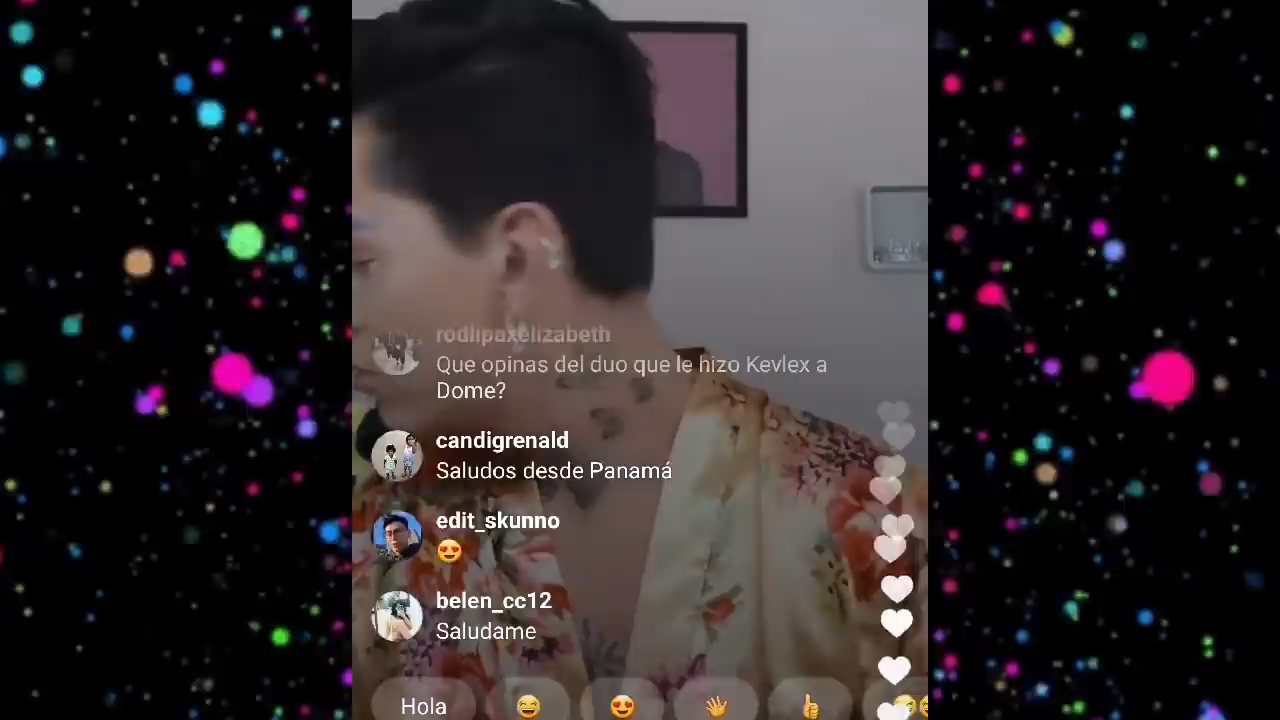 rodlipaxelizabeth
Que opinas del duo que le hizo Kevlex a
Dome?
candigrenald
Saludos desde Panamá
edit_skunno
😍
belen_cc12
Saludame
Hola 😄 😍 👋 👍 😢